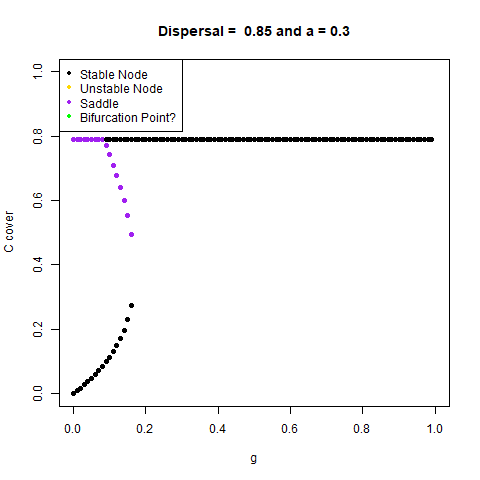 Dispersal =  0.85 and a = 0.3
Stable Node
Unstable Node
Saddle
Bifurcation Point?
C cover
1.0
0.8
0.6
0.4
0.2
0.0
0.0 0.2 0.4 0.6 0.8 1.0
g